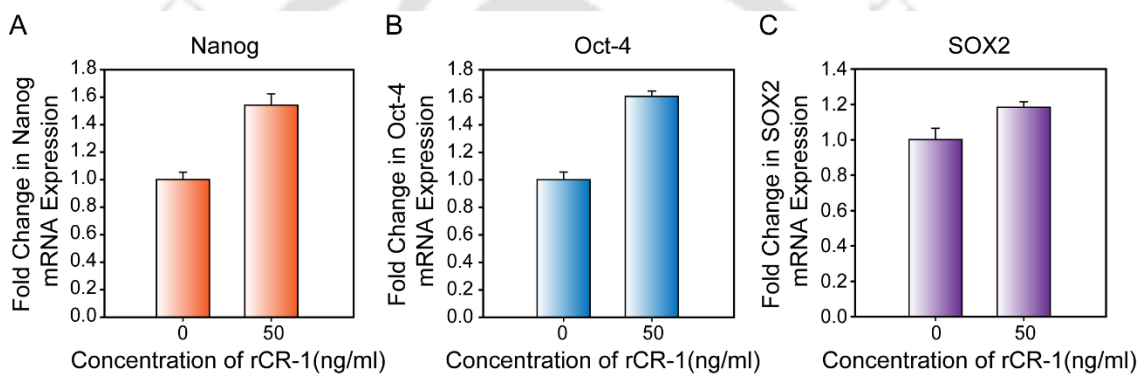 A
Nanog
Fold Change in Nanog
mRNA Expression
1.8
1.6
1.4
1.2
1.0
0.8
0.6
0.4
0.2
0.0
0
50
Concentration of rCR-1(ng/ml)
B
Oct-4
Fold Change in Oct-4
mRNA Expression
1.8
1.6
1.4
1.2
1.0
0.8
0.6
0.4
0.2
0.0
0
50
Concentration of rCR-1(ng/ml)
C
SOX2
Fold Change in SOX2
mRNA Expression
1.4
1.2
1.0
0.8
0.6
0.4
0.2
0.0
0
50
Concentration of rCR-1(ng/ml)